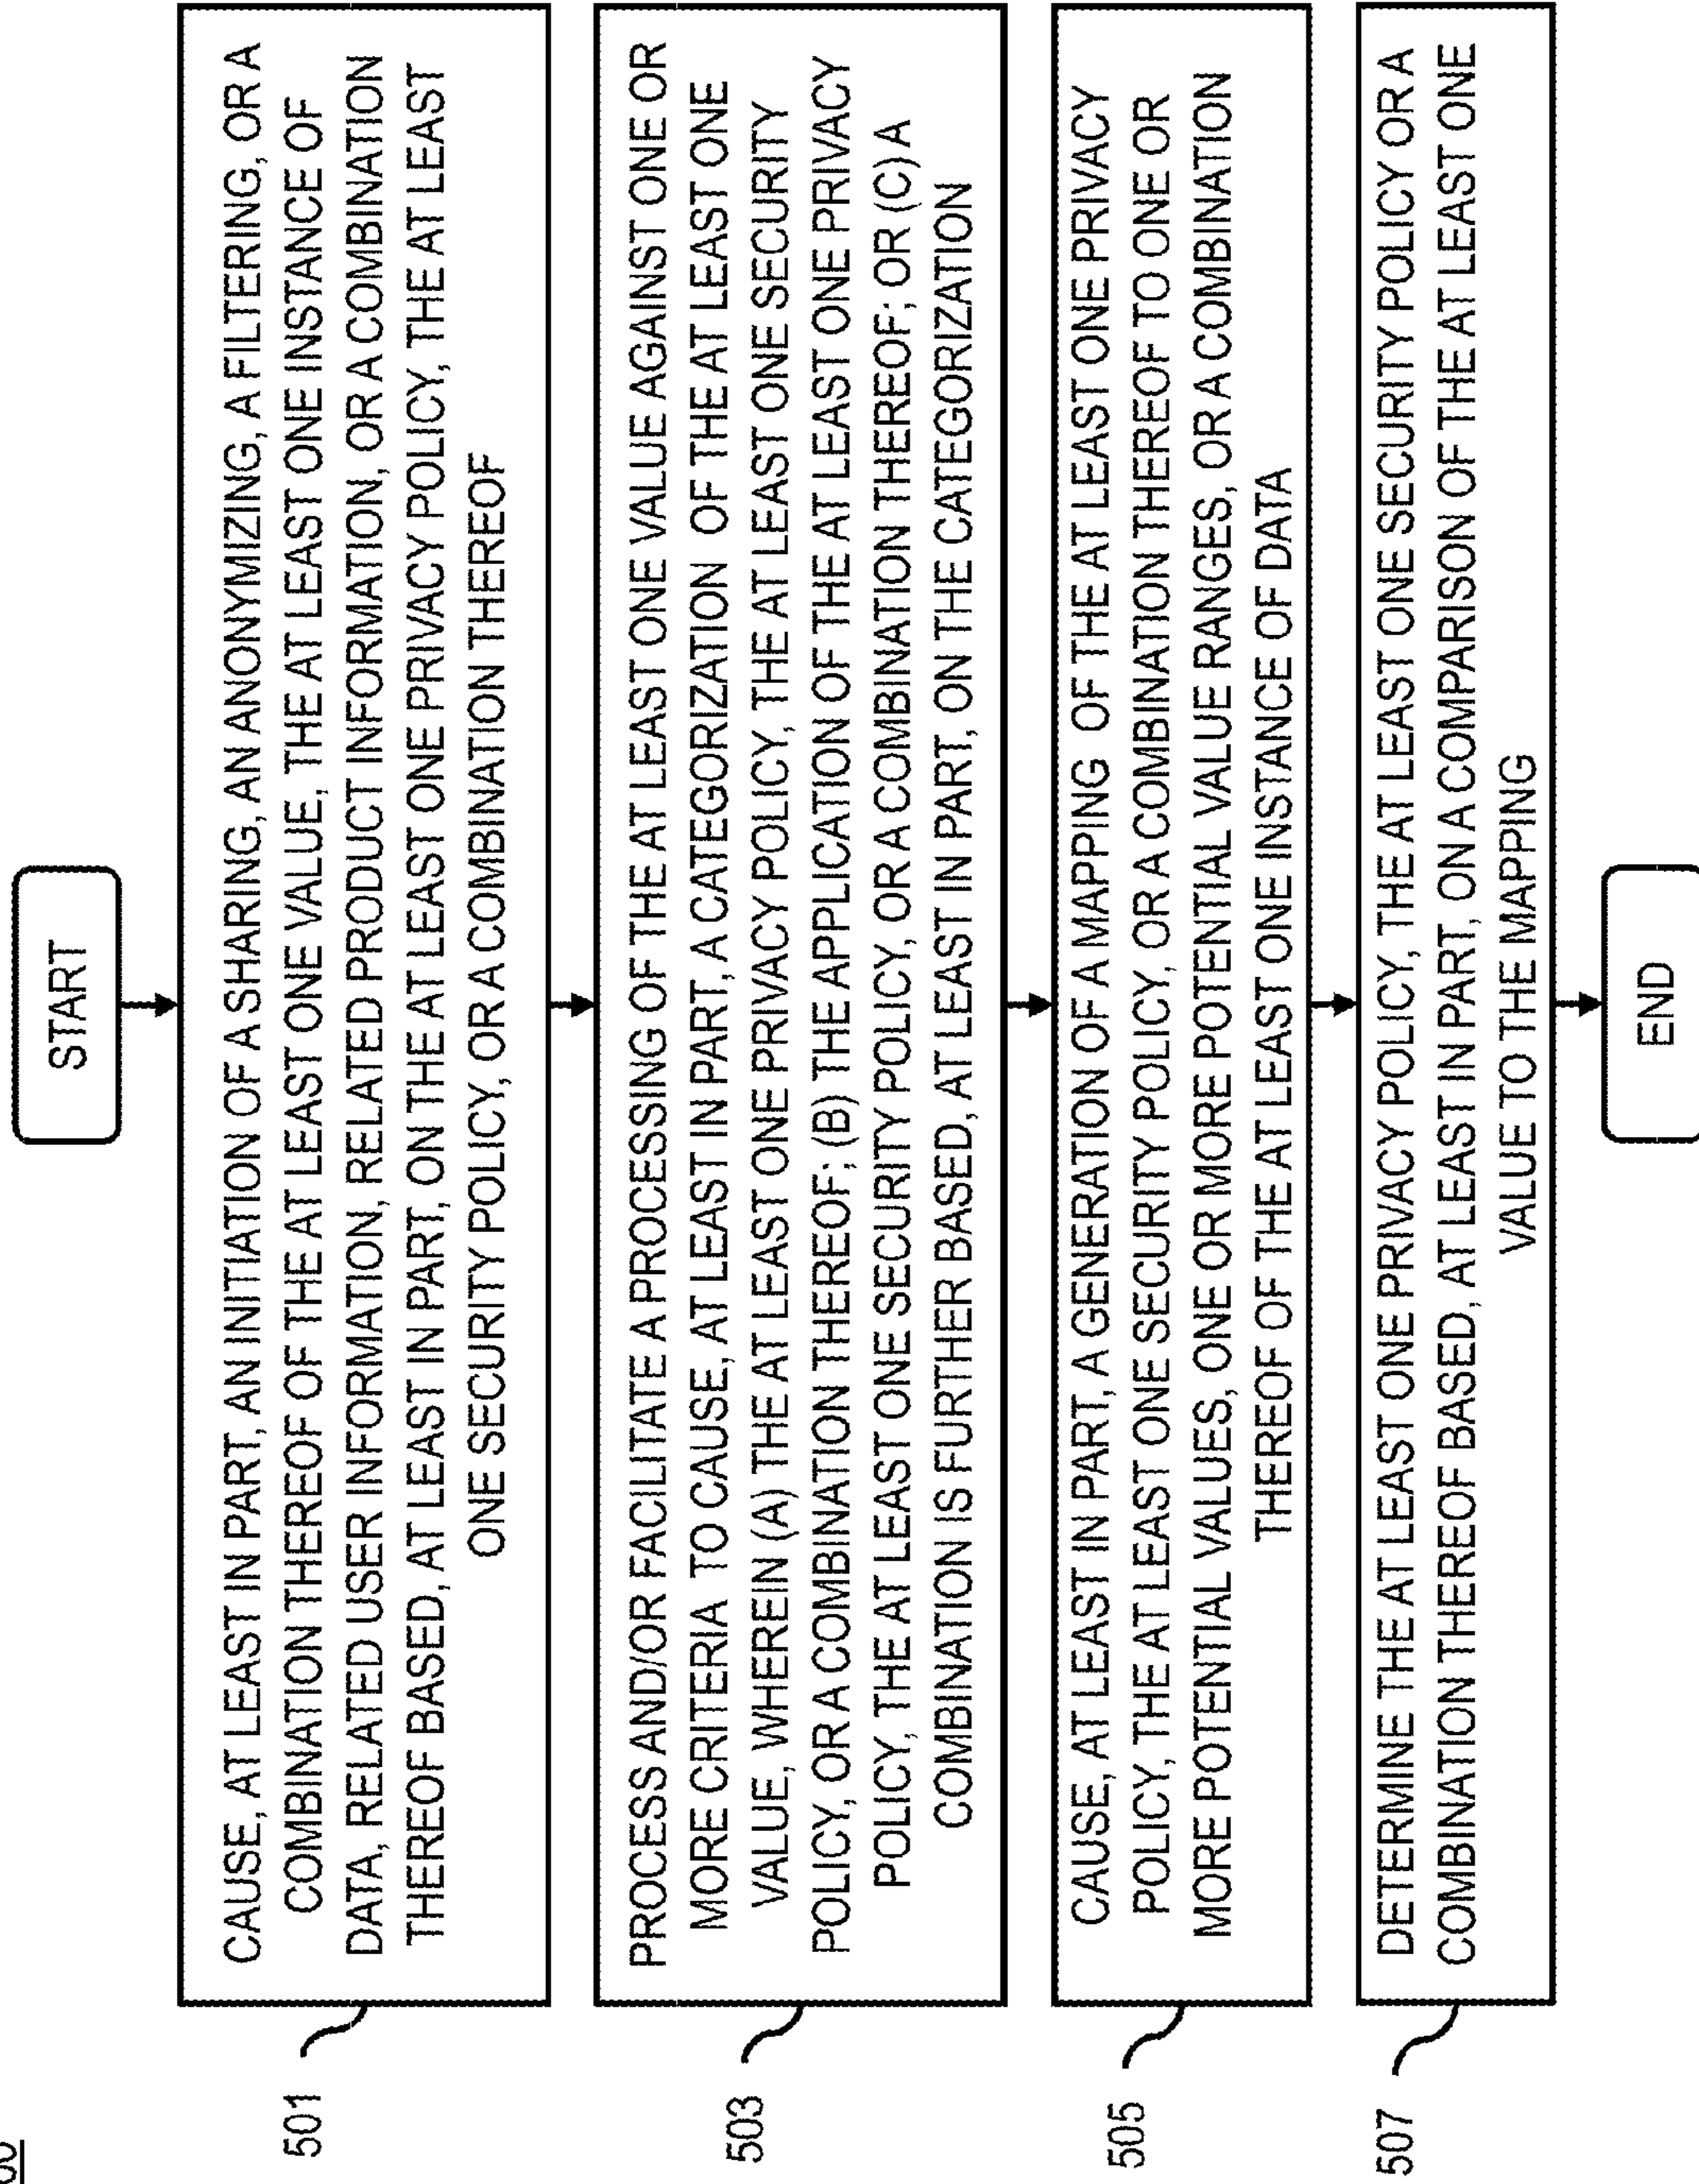 START
CAUSE, AT LEAST IN PART, AN INITIATION OF A SHARING, AN ANONYMIZING, A FILTERING, OR A
COMBINATION THEREOF OF THE AT LEAST ONE VALUE, THE AT LEAST ONE INSTANCE OF
DATA, RELATED USER INFORMATION, RELATED PRODUCT INFORMATION, OR A COMBINATION
THEREOF BASED, AT LEAST IN PART, ON THE AT LEAST ONE PRIVACY POLICY, THE AT LEAST
ONE SECURITY POLICY, OR A COMBINATION THEREOF
501
PROCESS AND/OR FACILITATE A PROCESSING OF THE AT LEAST ONE VALUE AGAINST ONE OR
MORE CRITERIA TO CAUSE, AT LEAST IN PART, A CATEGORIZATION OF THE AT LEAST ONE
VALUE, WHEREIN (A) THE AT LEAST ONE PRIVACY POLICY, THE AT LEAST ONE SECURITY
POLICY, OR A COMBINATION THEREOF; (B) THE APPLICATION OF THE AT LEAST ONE PRIVACY
POLICY, THE AT LEAST ONE SECURITY POLICY, OR A COMBINATION THEREOF; OR (C) A
COMBINATION IS FURTHER BASED, AT LEAST IN PART, ON THE CATEGORIZATION
503
CAUSE, AT LEAST IN PART, A GENERATION OF A MAPPING OF THE AT LEAST ONE PRIVACY
POLICY, THE AT LEAST ONE SECURITY POLICY, OR A COMBINATION THEREOF TO ONE OR
MORE POTENTIAL VALUES, ONE OR MORE POTENTIAL VALUE RANGES, OR A COMBINATION
THEREOF OF THE AT LEAST ONE INSTANCE OF DATA
505
DETERMINE THE AT LEAST ONE PRIVACY POLICY, THE AT LEAST ONE SECURITY POLICY OR A
COMBINATION THEREOF BASED, AT LEAST IN PART, ON A COMPARISON OF THE AT LEAST ONE
VALUE TO THE MAPPING
507
END